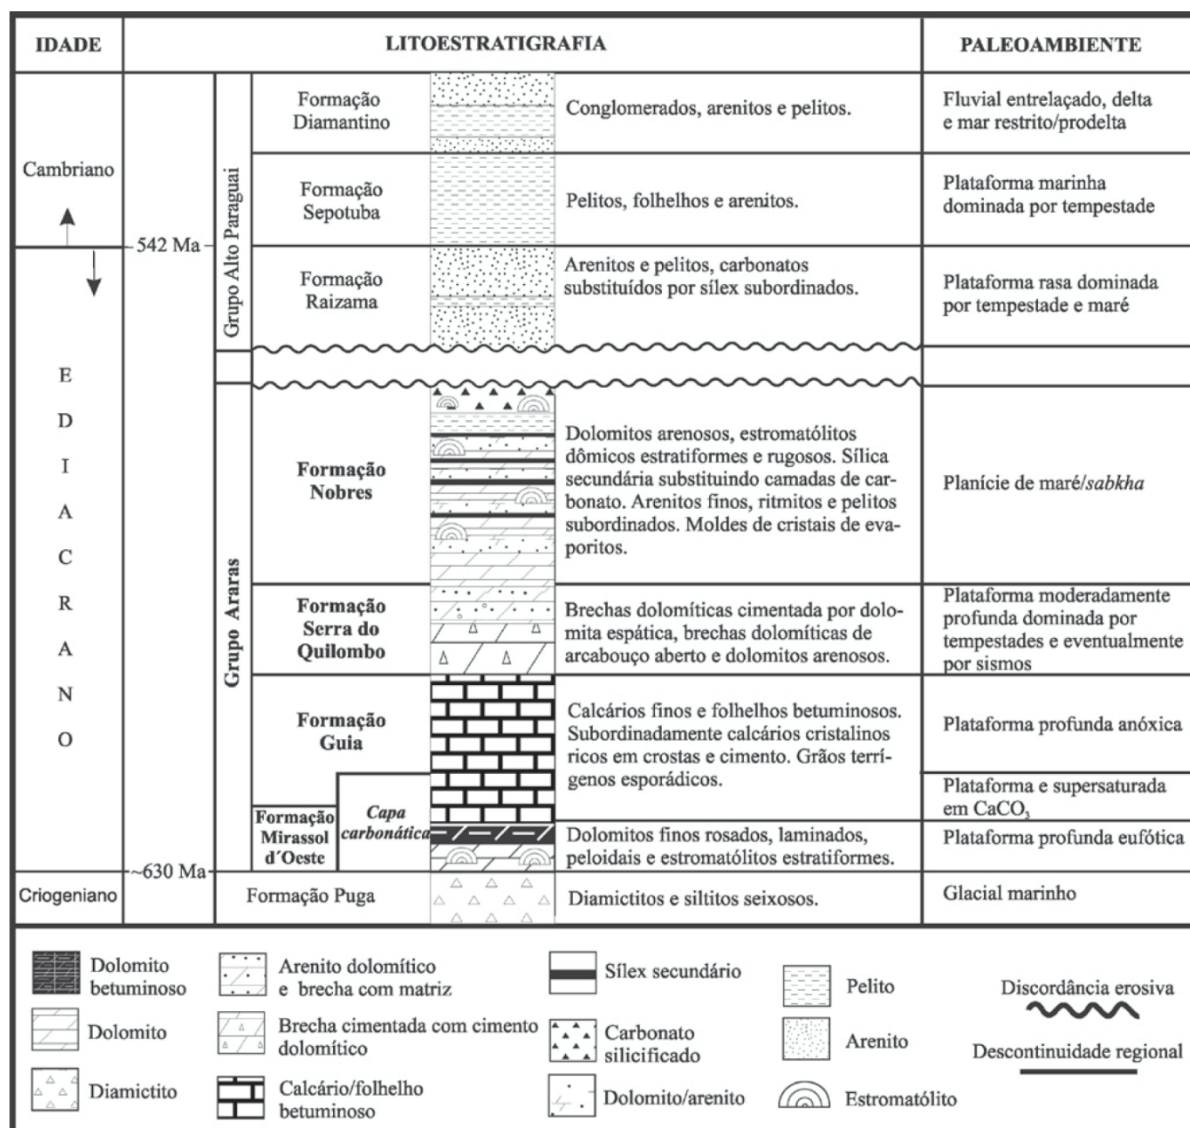 IDADE
LITOESTRATIGRAFIA
PALEOAMBIENTE
Cambriano
542 Ma
E
D
I
A
C
R
A
N
O
~630 Ma
Criogeniano
Grupo Alto Paraguai
Grupo Araras
Formação
Diamantino
Conglomerados, arenitos e pelitos.
Fluvial entrelaçado, delta
e mar restrito/prodelta
Formação
Sepotuba
Pelitos, folhelhos e arenitos.
Plataforma marinha
dominada por tempestade
Formação
Raizama
Arenitos e pelitos, carbonatos
substituídos por sílex subordinados.
Plataforma rasa dominada
por tempestade e maré
Formação
Nobres
Dolomitos arenosos, estromatólitos
dômicos estratiformes e rugosos. Sílica
secundária substituindo camadas de car-
bonato. Arenitos finos, ritmitos e pelitos
subordinados. Moldes de cristais de eva-
poritos.
Planície de maré/sabkha
Formação
Serra do
Quilombo
Brechas dolomíticas cimentada por dolo-
mita espática, brechas dolomíticas de
arcabouço aberto e dolomitos arenosos.
Plataforma moderadamente
profunda dominada por
tempestades e eventualmente
por sismos
Formação
Guia
Calcários finos e folhelhos betuminosos.
Subordinadamente calcários cristalinos
ricos em crostas e cimento. Grãos terrí-
genos esporádicos.
Plataforma profunda anóxica
Plataforma e supersaturada
em CaCO₃
Capa
carbonática
Formação
Mirassol
d´Oeste
Dolomitos finos rosados, laminados,
peloidais e estromatólitos estratiformes.
Plataforma profunda eufótica
Formação Puga
Diamictitos e siltitos seixosos.
Glacial marinho
Dolomito
betuminoso
Dolomito
Diamictito
Arenito dolomítico
e brecha com matriz
Brecha cimentada com cimento
dolomítico
Calcário/folhelho
betuminoso
Sílex secundário
Carbonato
silicificado
Dolomito/arenito
Pelito
Arenito
Estromatólito
Discordância erosiva
Descontinuidade regional